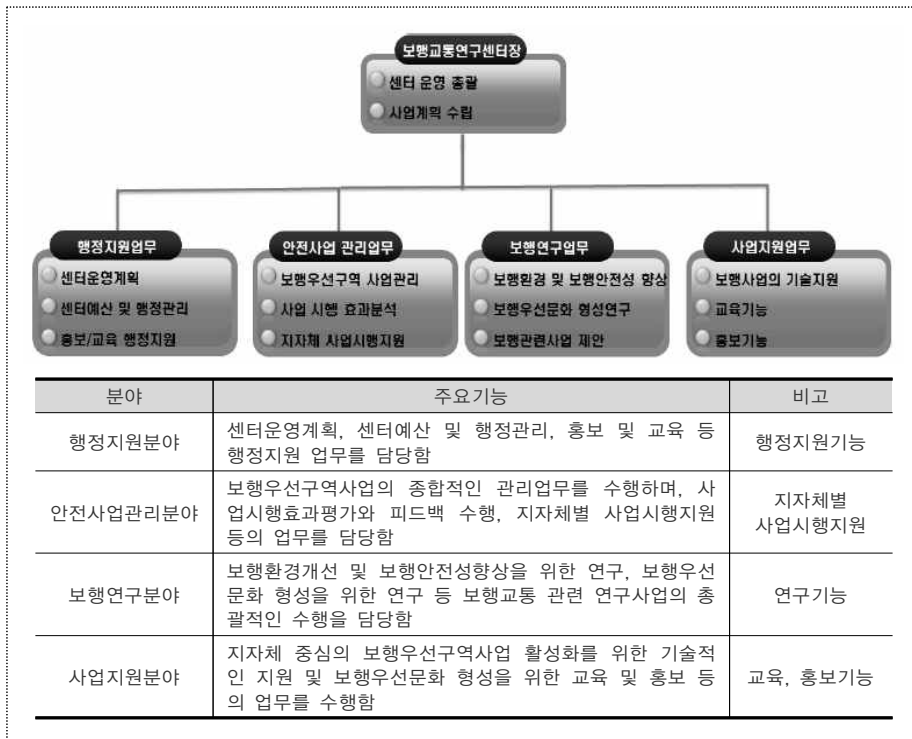 보행교통연구센터장
센터 운영 총괄
사업계획 수립
행정지원업무
센터운영계획
센터예산 및 행정관리
홍보/교육 행정지원
안전사업 관리업무
보행우선구역 사업관리
사업 시행 효과분석
지자체 사업시행지원
보행연구업무
보행환경 및 보행안전성 향상
보행우선문화 형성연구
보행관련사업 제안
사업지원업무
보행사업의 기술지원
교육기능
홍보기능
분야 주요기능 비고
행정지원분야
센터운영계획, 센터예산 및 행정관리, 홍보 및 교육 등
행정지원 업무를 담당함
행정지원기능
안전사업관리분야
보행우선구역사업의 종합적인 관리업무를 수행하며, 사
업시행효과평가와 피드백 수행, 지자체별 사업시행지원
등의 업무를 담당함
지자체별
사업시행지원
보행연구분야
보행환경개선 및 보행안전성향상을 위한 연구, 보행우선
문화 형성을 위한 연구 등 보행교통 관련 연구사업의 총
괄적인 수행을 담당함
연구기능
사업지원분야
지자체 중심의 보행우선구역사업 활성화를 위한 기술적
인 지원 및 보행우선문화 형성을 위한 교육 및 홍보 등
의 업무를 수행함
교육, 홍보기능